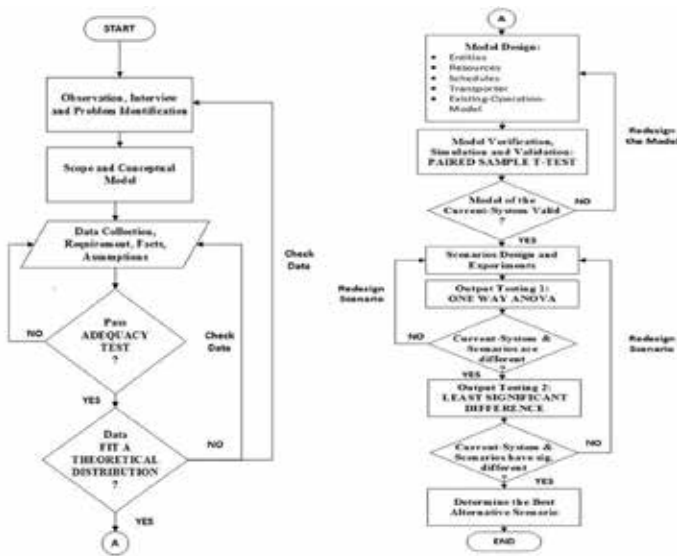 START
Observation, Interview
and Problem Identification
Scope and Conceptual
Model
Data Collection,
Requirement, Facts,
Assumptions
Pass
ADEQUACY
TEST
?
NO
YES
Check
Data
Check
Data
Data
FIT A
THEORETICAL
DISTRIBUTION
?
NO
YES
A
A
Model Design:
• Entities
• Resources
• Schedules
• Transporter
• Existing-Operation-
Model
Redesign
the Model
Model Verification,
Simulation and Validation:
PAIRED SAMPLE T-TEST
Model of the
Current-System Valid
?
NO
YES
Scenarios Design and
Experiments
Redesign
Scenario
Output Testing 1:
ONE WAY ANOVA
NO
Current-System &
Scenarios are
different
?
YES
Redesign
Scenario
Output Testing 2:
LEAST SIGNIFICANT
DIFFERENCE
Current-System &
Scenarios have sig.
different
?
NO
YES
Determine the Best
Alternative Scenario
END